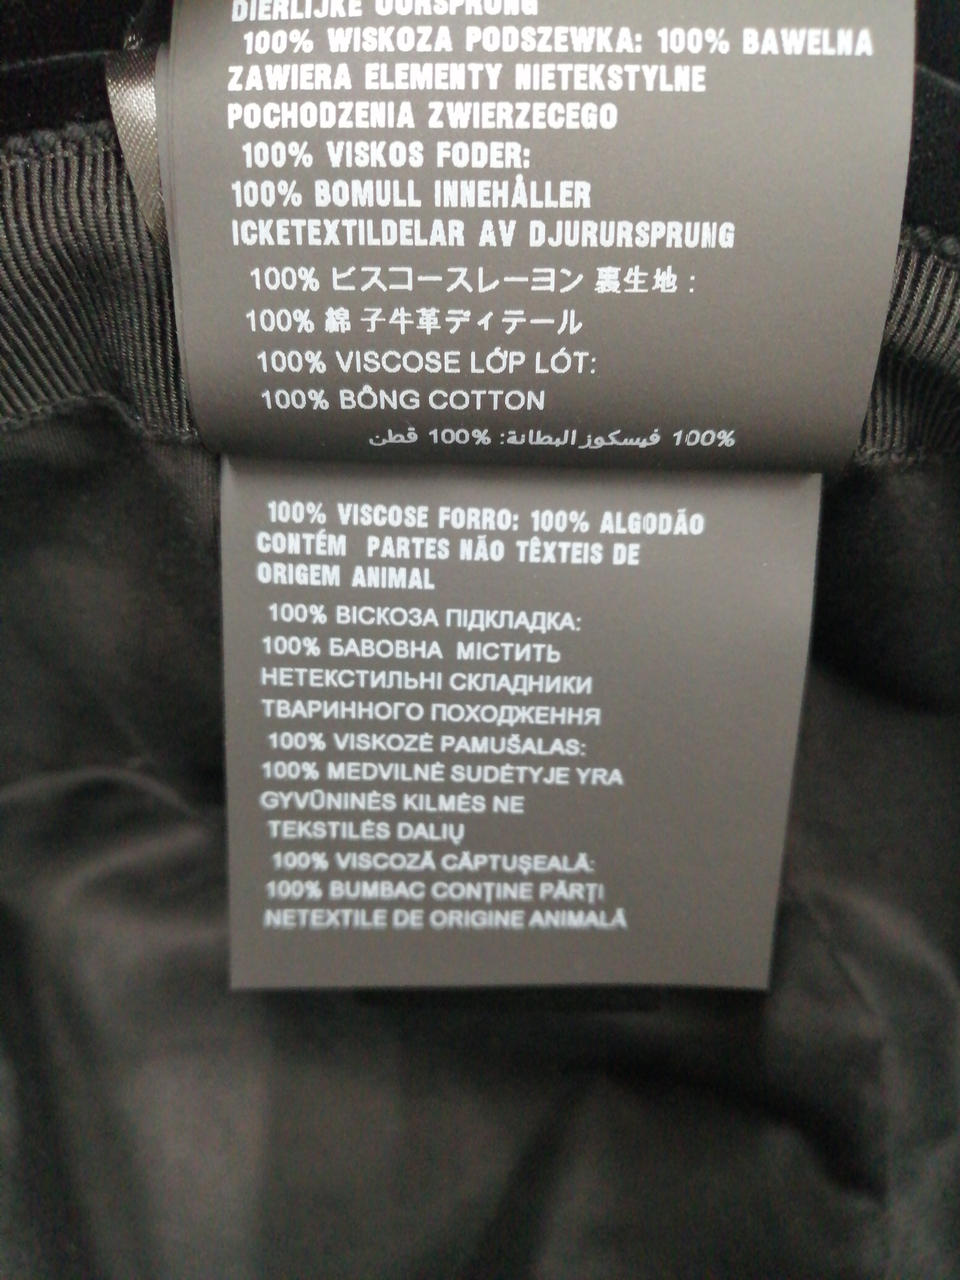 DIERLIJKE OORSPRONG
100% WISKOZA PODSZEWKA: 100% BAWELNA
ZAWIERA ELEMENTY NIETEKSTYLNE
POCHODZENIA ZWIERZECEGO
100% VISKOS FODER:
100% BOMULL INNEHÅLLER
ICKETEXTILDELAR AV DJURURSPRUNG
100% ビスコースレーヨン 裏生地 :
100% 綿 子牛革ディテール
100% VISCOSE LỚP LÓT:
100% BÔNG COTTON
100% فيسكوز البطانة: 100% قطن
100% VISCOSE FORRO: 100% ALGODÃO
CONTÉM PARTES NÃO TÊXTEIS DE
ORIGEM ANIMAL
100% ВІСКОЗА ПІДКЛАДКА:
100% БАВОВНА МІСТИТЬ
НЕТЕКСТИЛЬНІ СКЛАДНИКИ
ТВАРИННОГО ПОХОДЖЕННЯ
100% VISKOZĖ PAMUŠALAS:
100% MEDVILNĖ SUDĖTYJE YRA
GYVŪNINĖS KILMĖS NE
TEKSTILĖS DALIŲ
100% VISCOZĂ CĂPTUȘEALĂ:
100% BUMBAC CONȚINE PĂRȚI
NETEXTILE DE ORIGINE ANIMALĂ